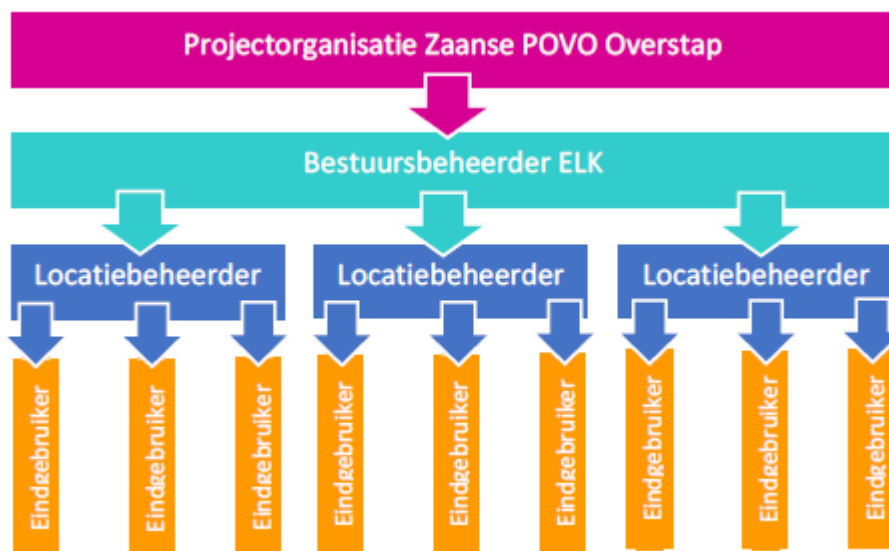 Projectorganisatie Zaanse POVO Overstap
Bestuursbeheerder ELK
Locatiebeheerder
Locatiebeheerder
Locatiebeheerder
Eindgebruiker
Eindgebruiker
Eindgebruiker
Eindgebruiker
Eindgebruiker
Eindgebruiker
Eindgebruiker
Eindgebruiker
Eindgebruiker